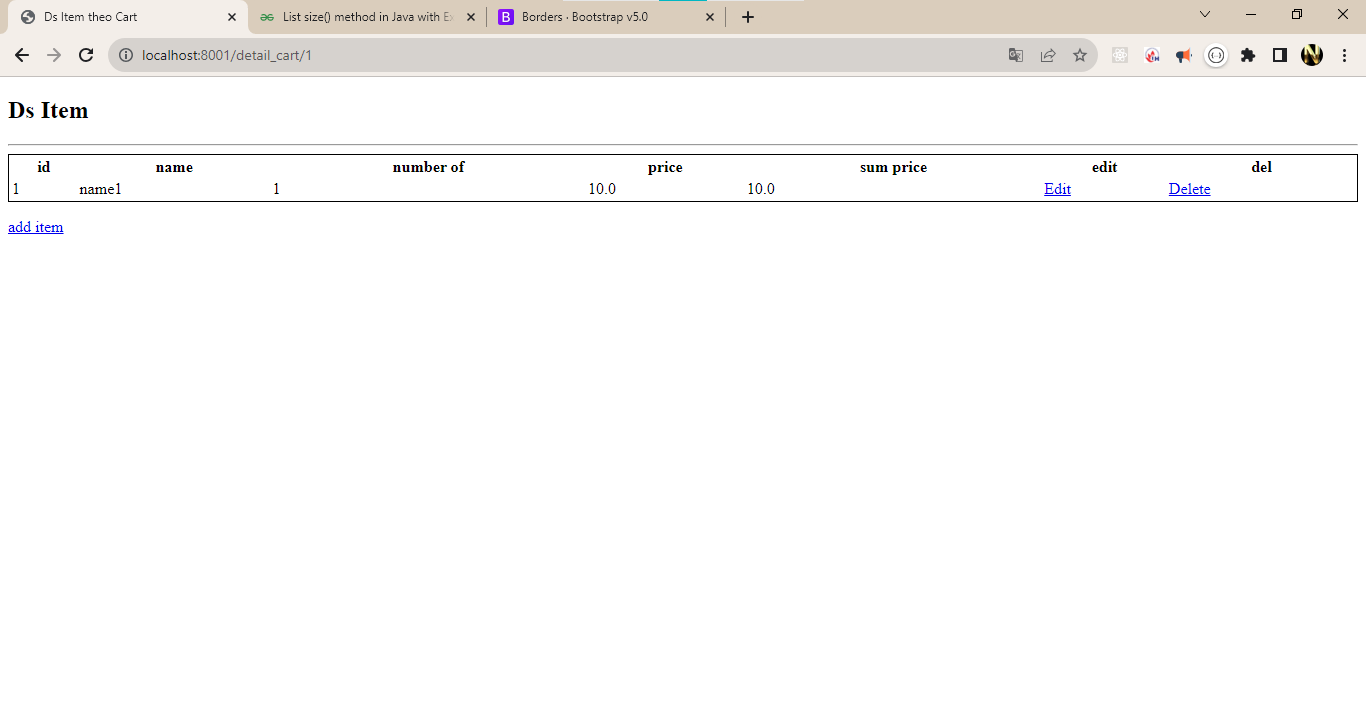 Ds Item theo Cart
List size() method in Java with Ex
Borders · Bootstrap v5.0
localhost:8001/detail_cart/1
Ds Item
id name number of price sum price edit del
1 name1 1 10.0 10.0 Edit Delete
add item